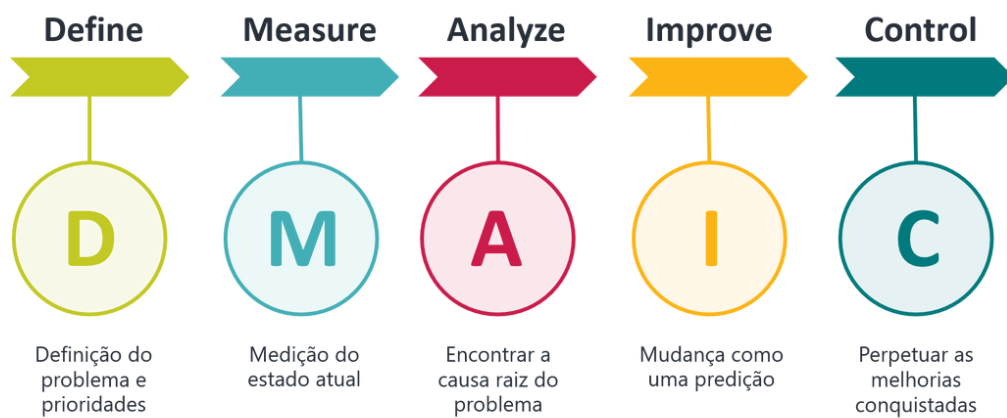 Define
Measure
Analyze
Improve
Control
D
M
A
I
C
Definição do
problema e
prioridades
Medição do
estado atual
Encontrar a
causa raiz do
problema
Mudança como
uma predição
Perpetuar as
melhorias
conquistadas